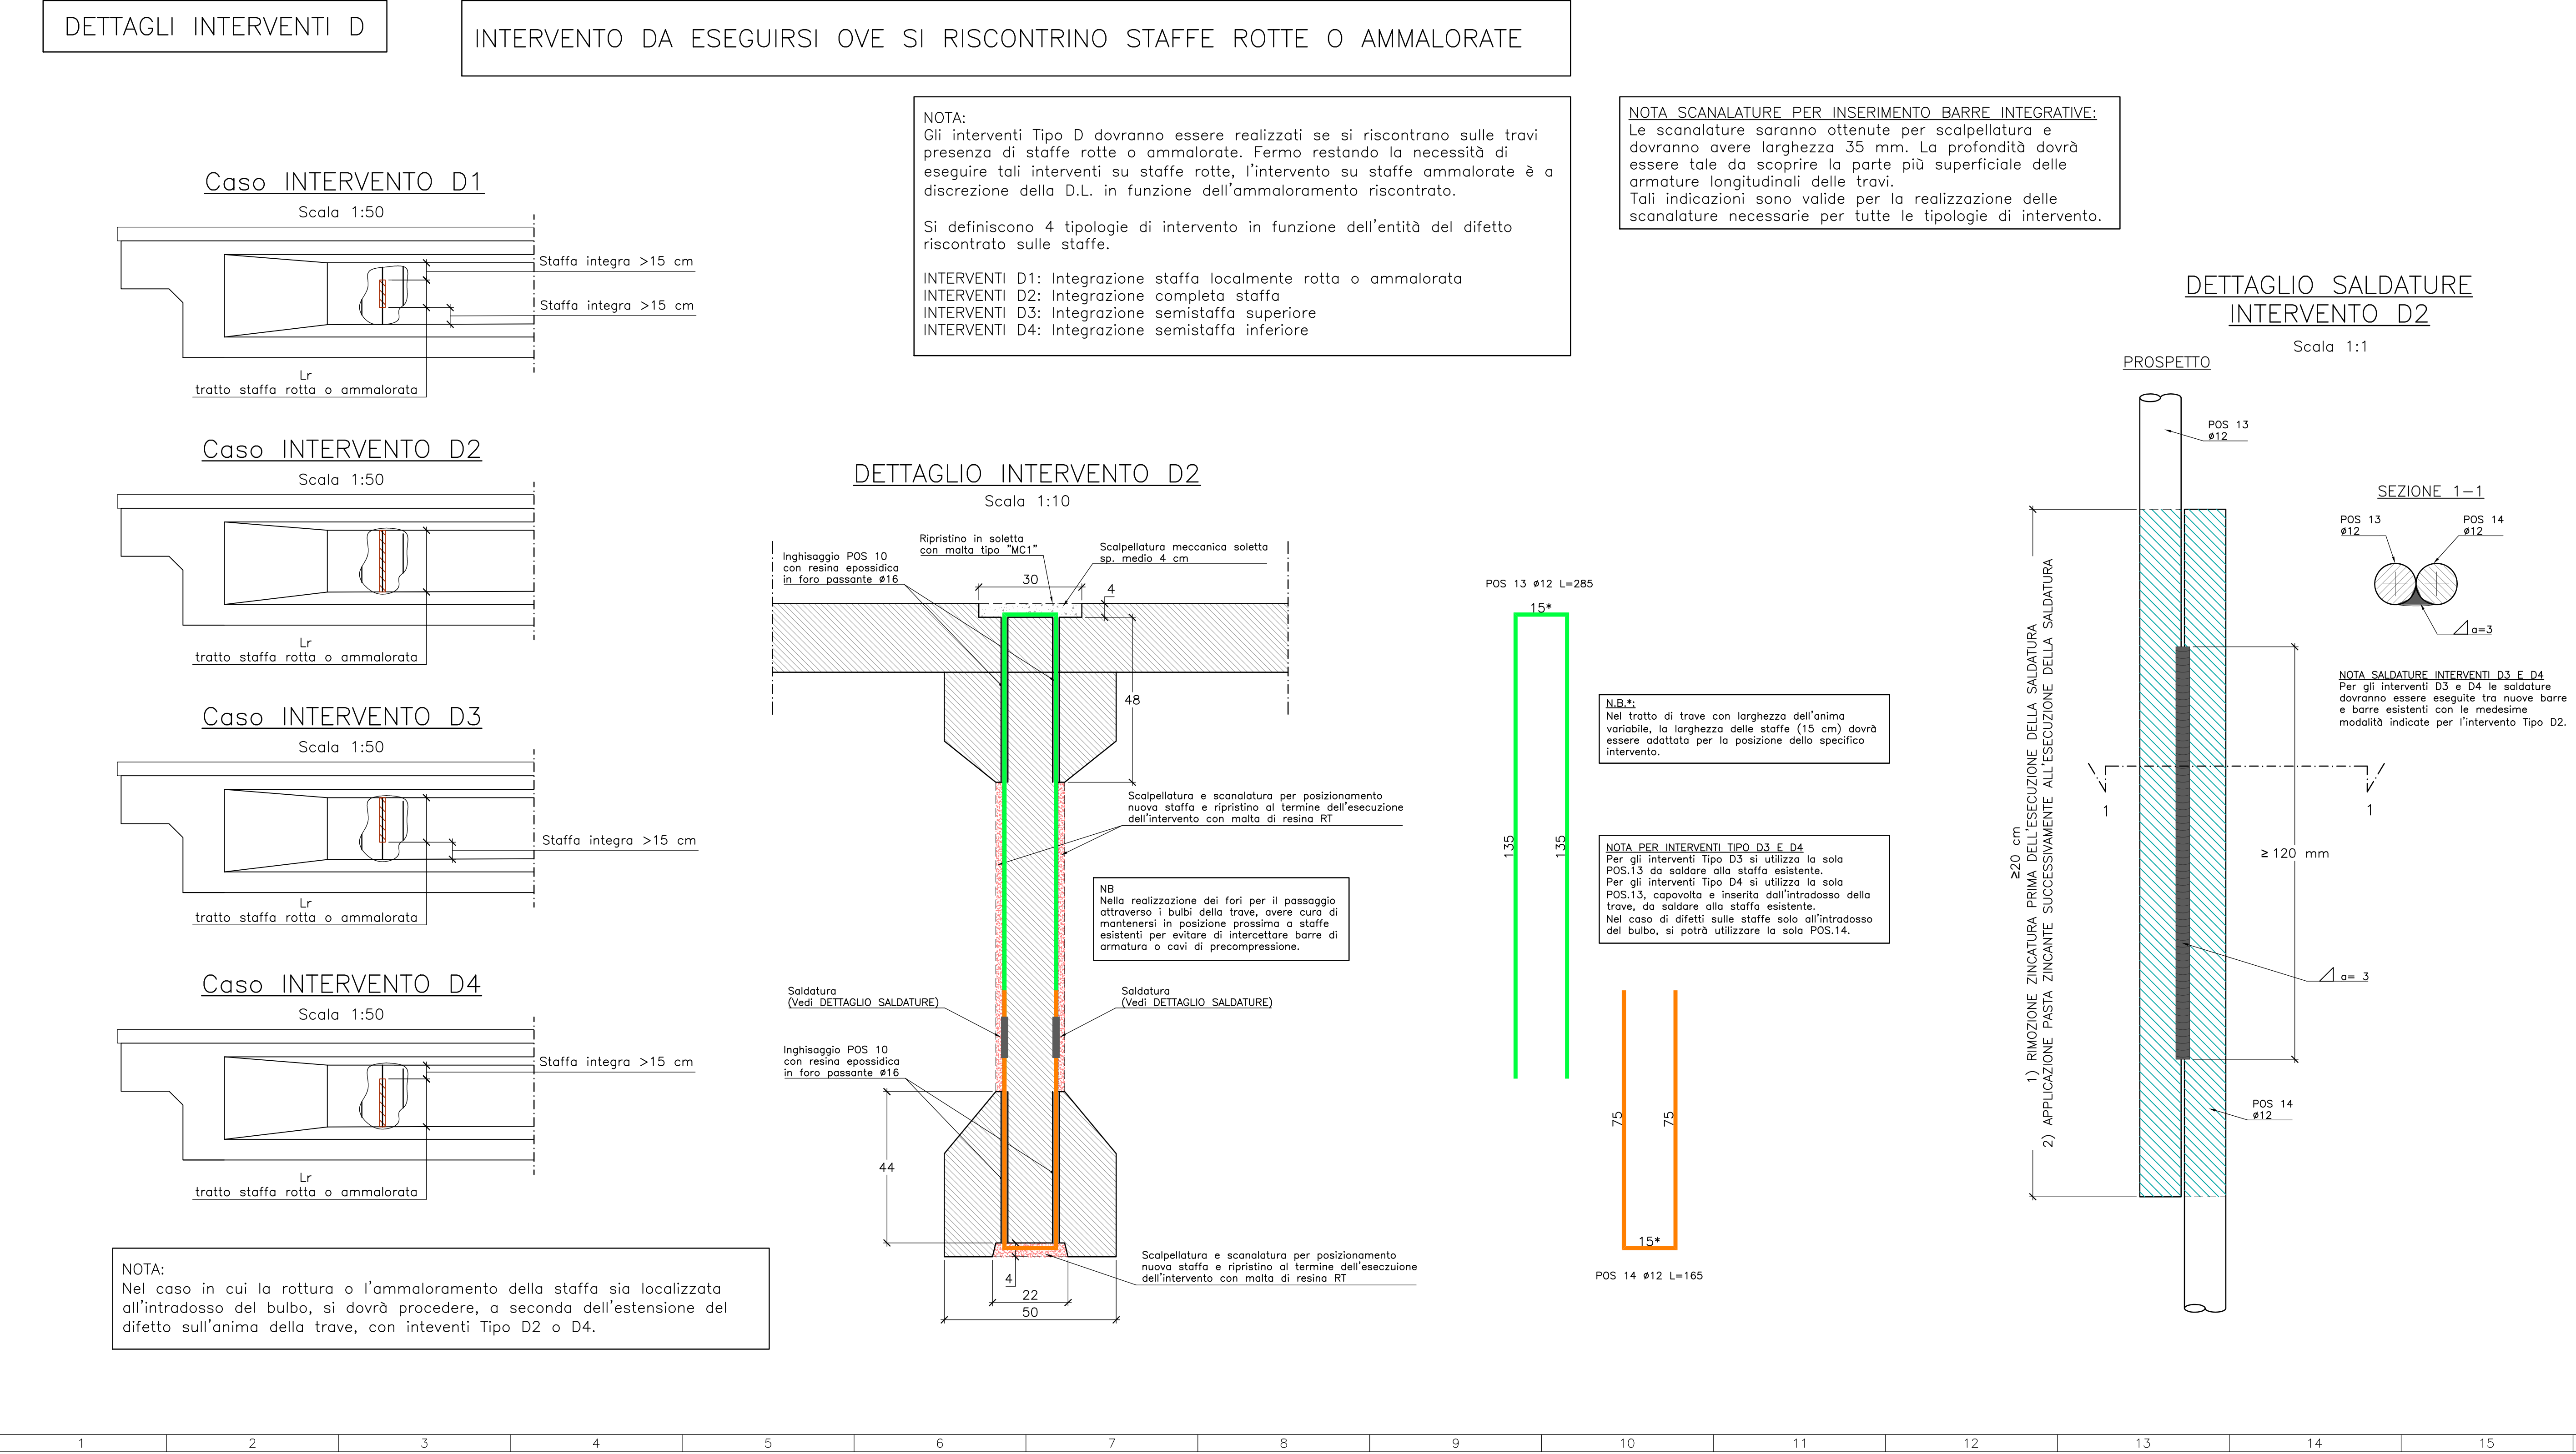 DETTAGLI INTERVENTI D
INTERVENTO DA ESEGUIRSI OVE SI RISCONTRINO STAFFE ROTTE O AMMALORATE
NOTA:
Gli interventi Tipo D dovranno essere realizzati se si riscontrano sulle travi
presenza di staffe rotte o ammalorate. Fermo restando la necessità di
eseguire tali interventi su staffe rotte, l'intervento su staffe ammalorate è a
discrezione della D.L. in funzione dell'ammaloramento riscontrato.
Si definiscono 4 tipologie di intervento in funzione dell'entità del difetto
riscontrato sulle staffe.
INTERVENTI D1: Integrazione staffa localmente rotta o ammalorata
INTERVENTI D2: Integrazione completa staffa
INTERVENTI D3: Integrazione semistaffa superiore
INTERVENTI D4: Integrazione semistaffa inferiore
NOTA SCANALATURE PER INSERIMENTO BARRE INTEGRATIVE:
Le scanalature saranno ottenute per scalpellatura e
dovranno avere larghezza 35 mm. La profondità dovrà
essere tale da scoprire la parte più superficiale delle
armature longitudinali delle travi.
Tali indicazioni sono valide per la realizzazione delle
scanalature necessarie per tutte le tipologie di intervento.
Caso INTERVENTO D1
Scala 1:50
Staffa integra >15 cm
Staffa integra >15 cm
Lr
tratto staffa rotta o ammalorata
Caso INTERVENTO D2
Scala 1:50
Lr
tratto staffa rotta o ammalorata
Caso INTERVENTO D3
Scala 1:50
Staffa integra >15 cm
Lr
tratto staffa rotta o ammalorata
Caso INTERVENTO D4
Scala 1:50
Staffa integra >15 cm
Lr
tratto staffa rotta o ammalorata
NOTA:
Nel caso in cui la rottura o l'ammaloramento della staffa sia localizzata
all'intradosso del bulbo, si dovrà procedere, a seconda dell'estensione del
difetto sull'anima della trave, con inteventi Tipo D2 o D4.
DETTAGLIO INTERVENTO D2
Scala 1:10
Inghisaggio POS 10
con resina epossidica
in foro passante ø16
Ripristino in soletta
con malta tipo "MC1"
Scalpellatura meccanica soletta
sp. medio 4 cm
30
4
48
Scalpellatura e scanalatura per posizionamento
nuova staffa e ripristino al termine dell'esecuzione
dell'intervento con malta di resina RT
NB
Nella realizzazione dei fori per il passaggio
attraverso i bulbi della trave, avere cura di
mantenersi in posizione prossima a staffe
esistenti per evitare di intercettare barre di
armatura o cavi di precompressione.
Saldatura
(Vedi DETTAGLIO SALDATURE)
Saldatura
(Vedi DETTAGLIO SALDATURE)
Inghisaggio POS 10
con resina epossidica
in foro passante ø16
44
4
22
50
Scalpellatura e scanalatura per posizionamento
nuova staffa e ripristino al termine dell'eseczuione
dell'intervento con malta di resina RT
POS 13 ø12 L=285
15*
135
135
N.B.*:
Nel tratto di trave con larghezza dell'anima
variabile, la larghezza delle staffe (15 cm) dovrà
essere adattata per la posizione dello specifico
intervento.
NOTA PER INTERVENTI TIPO D3 E D4
Per gli interventi Tipo D3 si utilizza la sola
POS.13 da saldare alla staffa esistente.
Per gli interventi Tipo D4 si utilizza la sola
POS.13, capovolta e inserita dall'intradosso della
trave, da saldare alla staffa esistente.
Nel caso di difetti sulle staffe solo all'intradosso
del bulbo, si potrà utilizzare la sola POS.14.
75
75
15*
POS 14 ø12 L=165
DETTAGLIO SALDATURE
INTERVENTO D2
Scala 1:1
PROSPETTO
POS 13
ø12
≥20 cm
1) RIMOZIONE ZINCATURA PRIMA DELL'ESECUZIONE DELLA SALDATURA
2) APPLICAZIONE PASTA ZINCANTE SUCCESSIVAMENTE ALL'ESECUZIONE DELLA SALDATURA
1
1
≥ 120 mm
a= 3
POS 14
ø12
SEZIONE 1-1
POS 13
ø12
POS 14
ø12
a=3
NOTA SALDATURE INTERVENTI D3 E D4
Per gli interventi D3 e D4 le saldature
dovranno essere eseguite tra nuove barre
e barre esistenti con le medesime
modalità indicate per l'intervento Tipo D2.
1 2 3 4 5 6 7 8 9 10 11 12 13 14 15